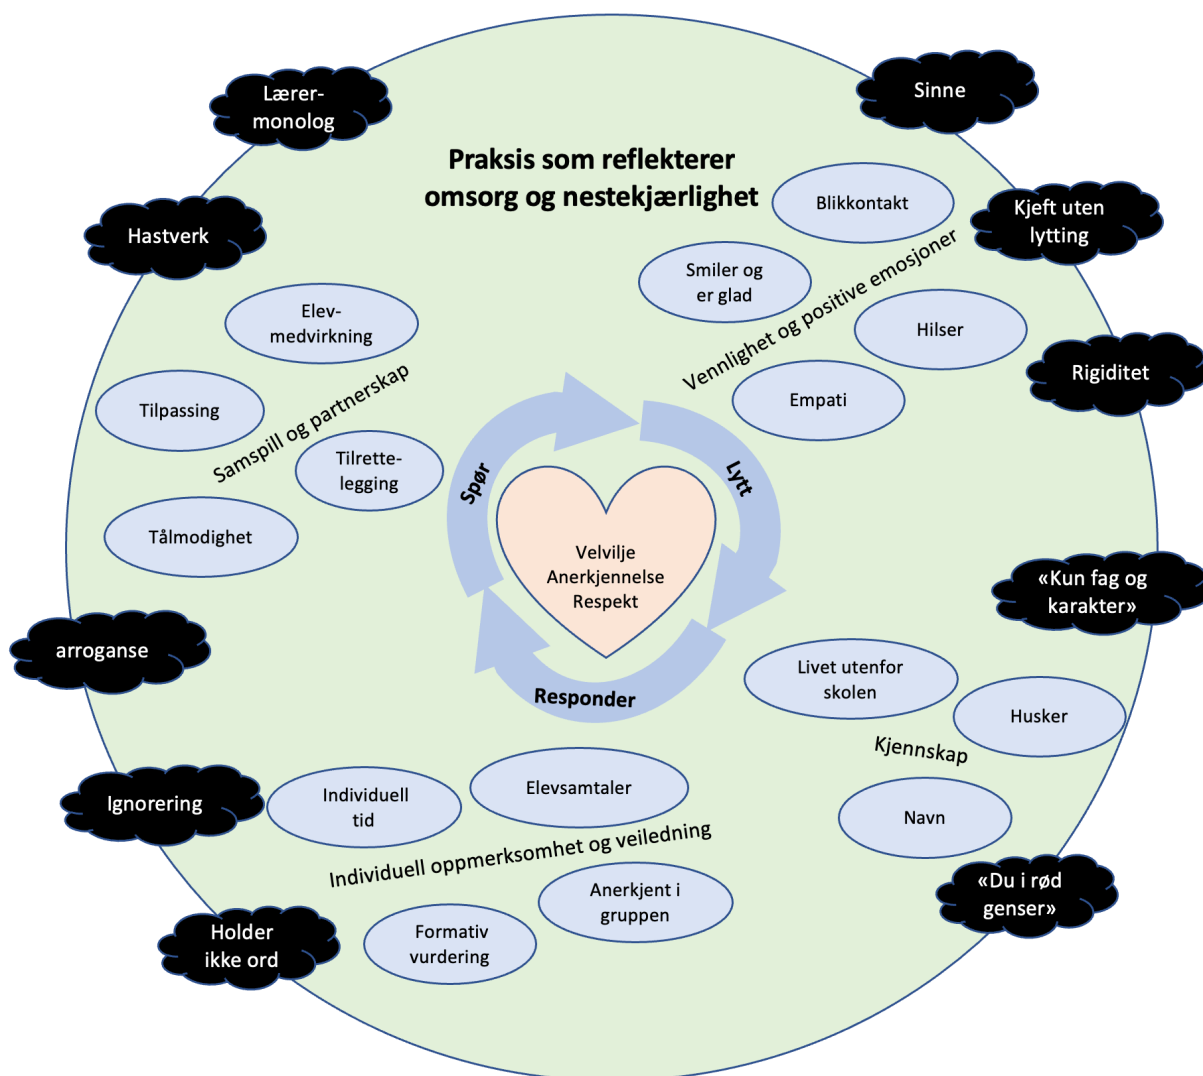 Lærer-
monolog
Sinne
Praksis som reflekterer
omsorg og nestekjærlighet
Hastverk
Blikkontakt
Kjeft uten
lytting
Smiler og
er glad
Vennlighet og positive emosjoner
Hilser
Empati
Rigiditet
Elev-
medvirkning
Tilpassing
Samspill og partnerskap
Tilrette-
legging
Tålmodighet
Spør
Lytt
Responder
Velvilje
Anerkjennelse
Respekt
«Kun fag og
karakter»
arroganse
Livet utenfor
skolen
Husker
Kjennskap
Navn
«Du i rød
genser»
Ignorering
Individuell
tid
Elevsamtaler
Individuell oppmerksomhet og veiledning
Anerkjent i
gruppen
Formativ
vurdering
Holder
ikke ord